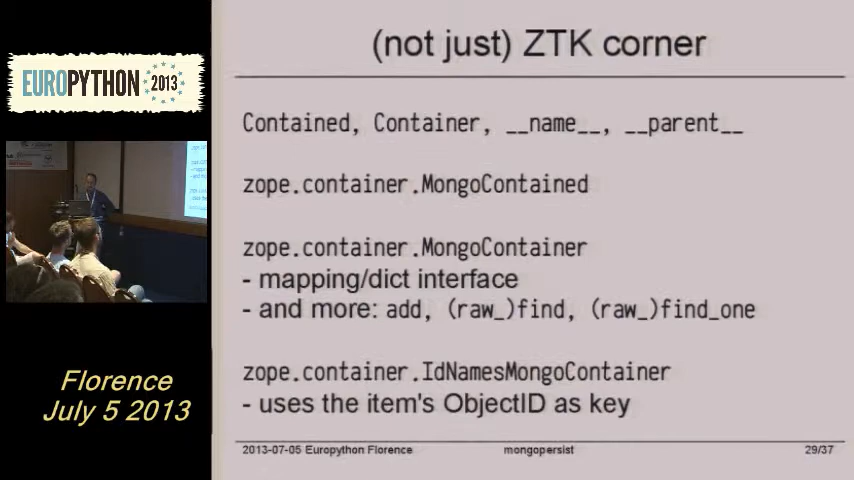 (not just) ZTK corner
EUROPYTHON 2013
Contained, Container, __name__, __parent__
zope.container.MongoContained
zope.container.MongoContainer
- mapping/dict interface
- and more: add, (raw_)find, (raw_)find_one
zope.container.IdNamesMongoContainer
- uses the item's ObjectID as key
Florence
July 5 2013
2013-07-05 Europython Florence
mongopersist
29/37